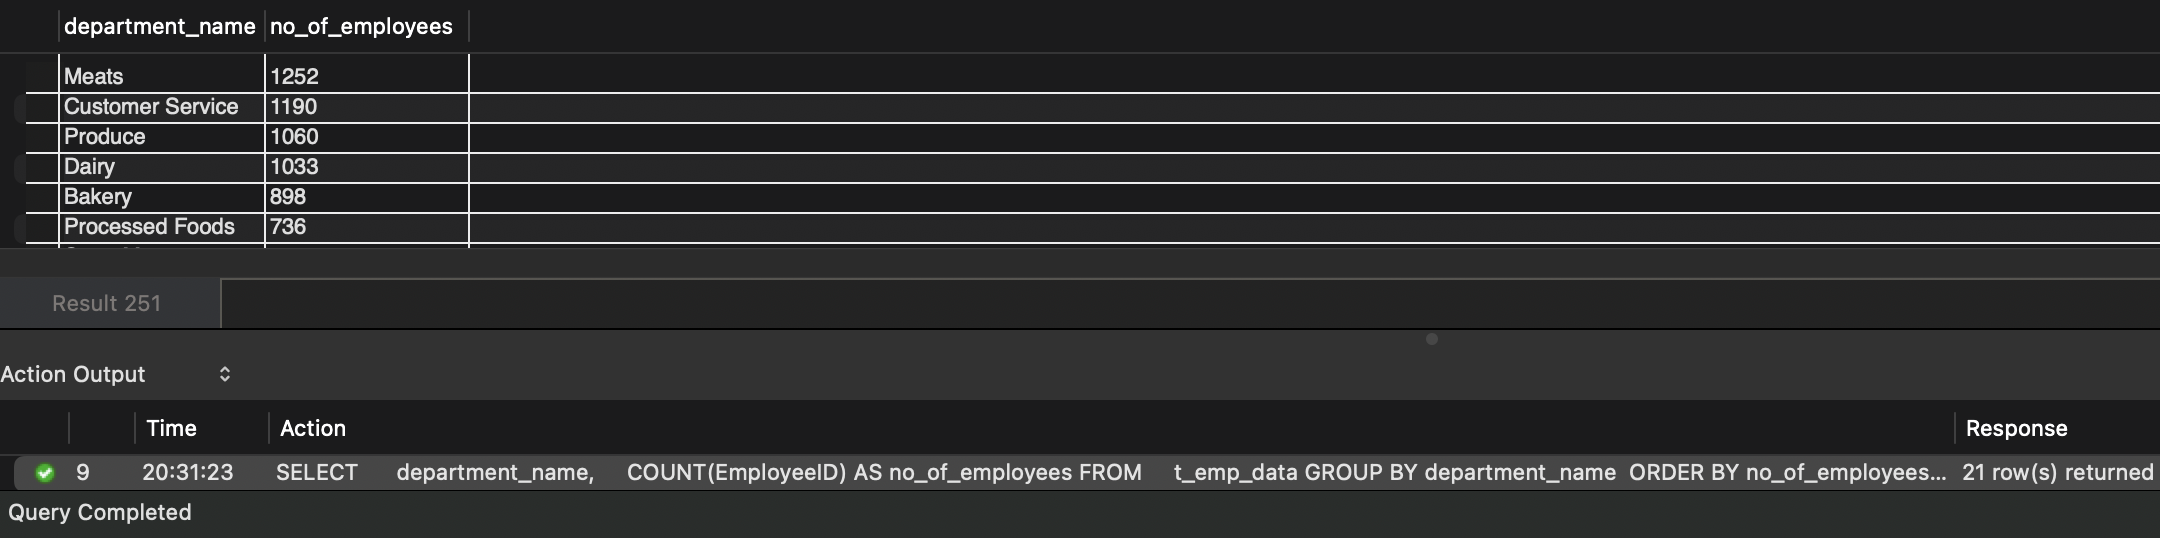 department_name no_of_employees
Meats 1252
Customer Service 1190
Produce 1060
Dairy 1033
Bakery 898
Processed Foods 736
Result 251
Action Output
Time Action Response
9 20:31:23 SELECT department_name, COUNT(EmployeeID) AS no_of_employees FROM t_emp_data GROUP BY department_name ORDER BY no_of_employees... 21 row(s) returned
Query Completed